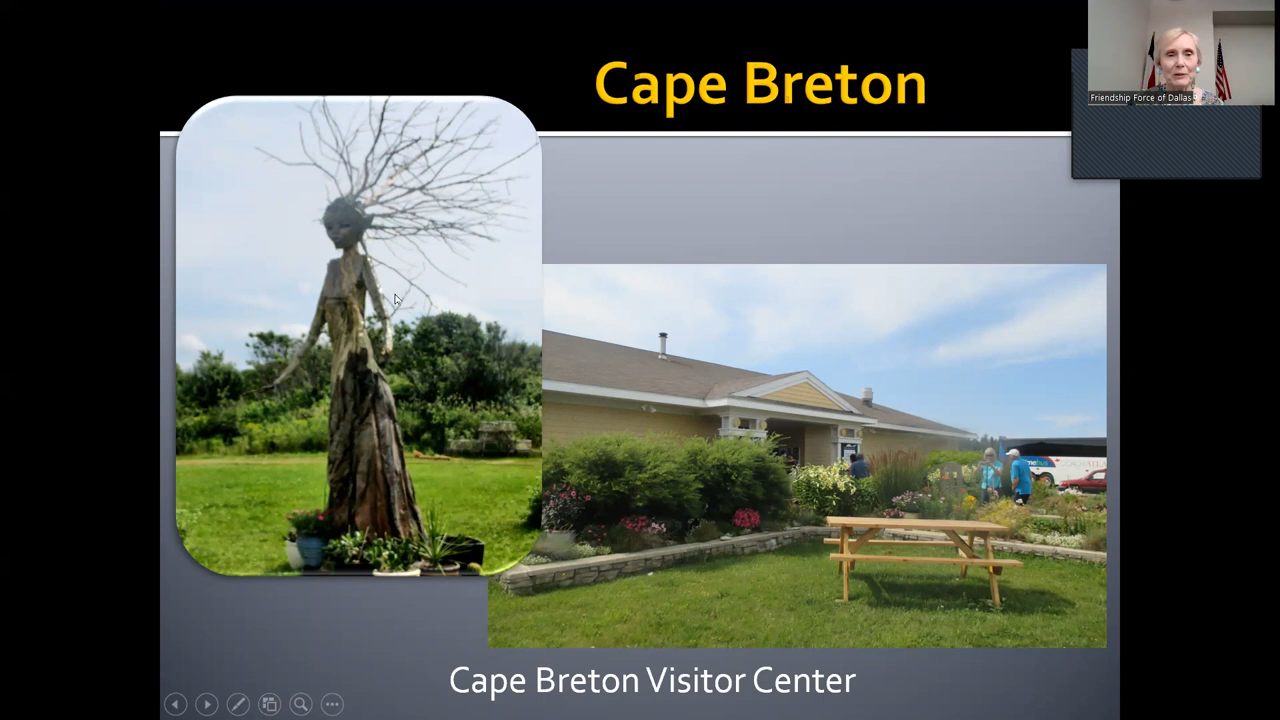 Cape Breton
Friendship Force of Dallas
Cape Breton Visitor Center